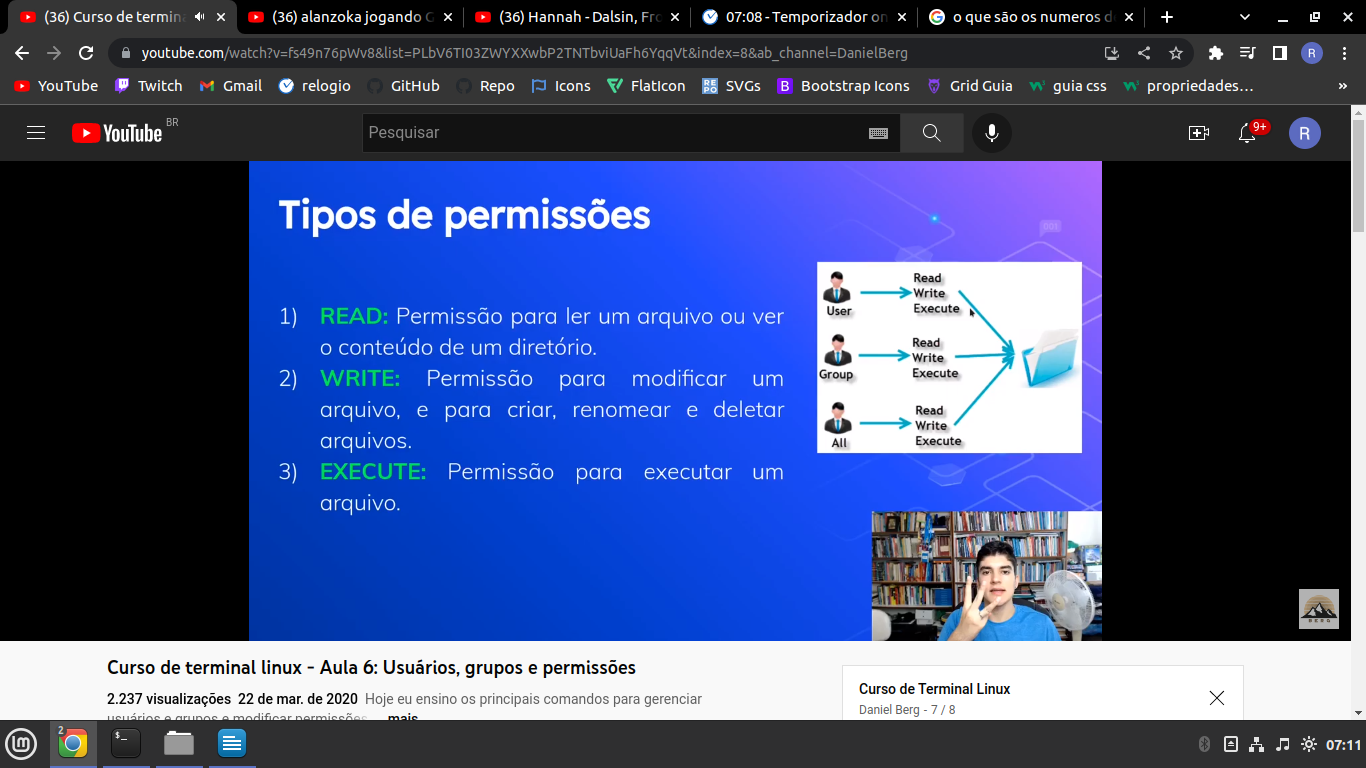 (36) Curso de termina
(36) alanzoka jogando G
(36) Hannah - Dalsin, Fro
07:08 - Temporizador on
o que são os numeros d
youtube.com/watch?v=fs49n76pWv8&list=PLbV6TI03ZWYXXwbP2TNTbviUaFh6YqqVt&index=8&ab_channel=DanielBerg
R
YouTube
Twitch
Gmail
relogio
GitHub
Repo
Icons
FlatIcon
SVGs
Bootstrap Icons
Grid Guia
guia css
propriedades…
»
YouTube BR
Pesquisar
9+
R
Tipos de permissões
1) READ: Permissão para ler um arquivo ou ver
o conteúdo de um diretório.
2) WRITE: Permissão para modificar um
arquivo, e para criar, renomear e deletar
arquivos.
3) EXECUTE: Permissão para executar um
arquivo.
Read
Write
Execute
User
Read
Write
Execute
Group
Read
Write
Execute
All
BERG
Curso de terminal linux - Aula 6: Usuários, grupos e permissões
2.237 visualizações 22 de mar. de 2020 Hoje eu ensino os principais comandos para gerenciar
usuários e grupos e modificar permissões ... mais
Curso de Terminal Linux
Daniel Berg - 7 / 8
2
$_
07:11